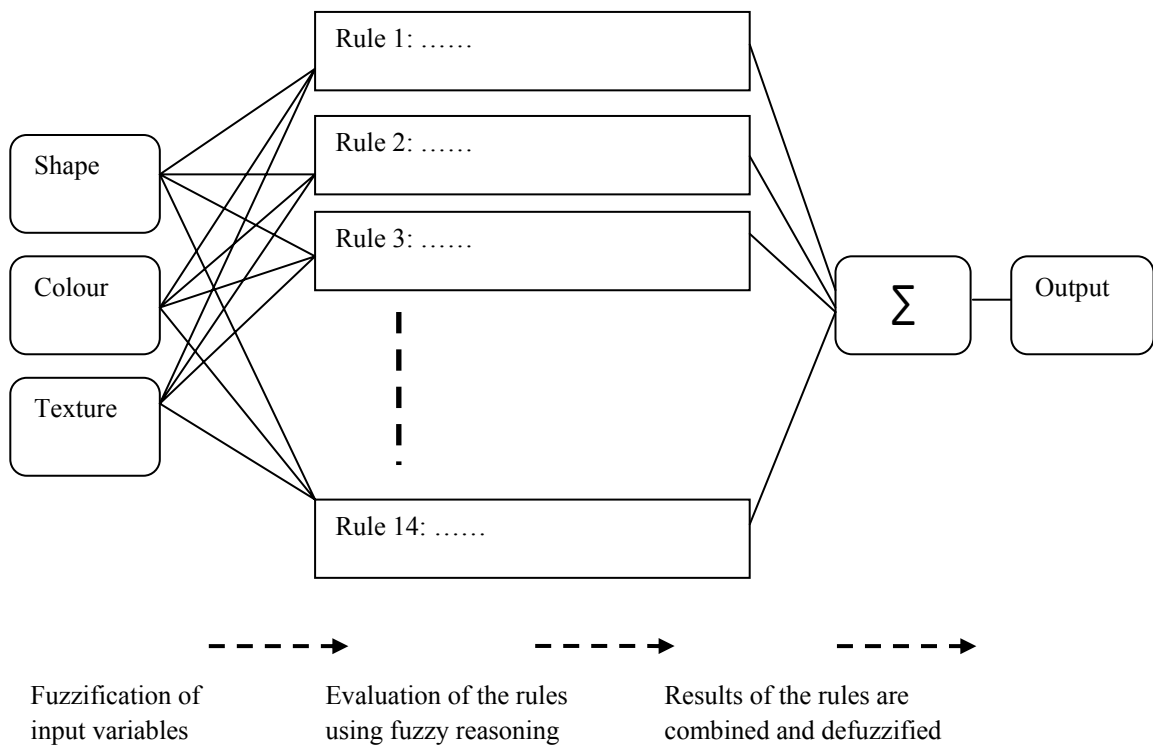 Rule 1: ……
Rule 2: ……
Shape
Rule 3: ……
Colour
Σ
Output
Texture
Rule 14: ……
Fuzzification of
input variables
Evaluation of the rules
using fuzzy reasoning
Results of the rules are
combined and defuzzified